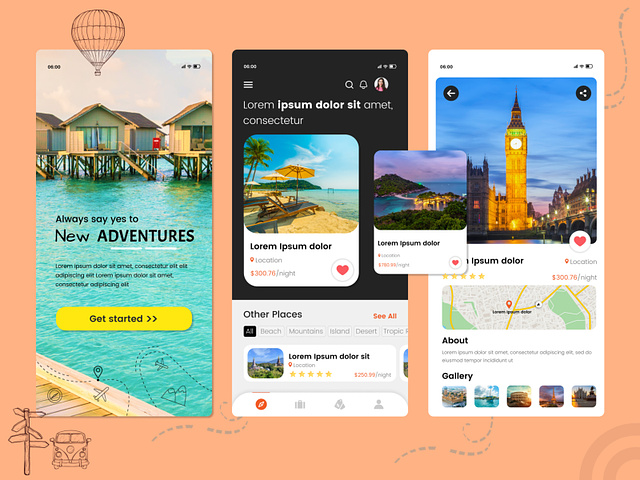 06:00
Always say yes to
New ADVENTURES
Lorem ipsum dolor sit amet, consectetur elit elit
adipiscing elit Lorem ipsum dolor sit amet,
consectetur adipiscing elit
Get started >>
06:00
Lorem ipsum dolor sit amet,
consectetur
Lorem Ipsum dolor
Location
$300.76/night
Lorem Ipsum dolor
Location
$780.99/night
Other Places
See All
All
Beach
Mountains
Island
Desert
Tropic
Lorem Ipsum dolor sit
Location
$250.99/night
06:00
Ipsum dolor
Location
$300.76/night
Lorem ipsum dolor
About
Lorem ipsum dolor sit amet, consectetur adipiscing elit, sed do
eiusmod tempor incididunt ut
Gallery